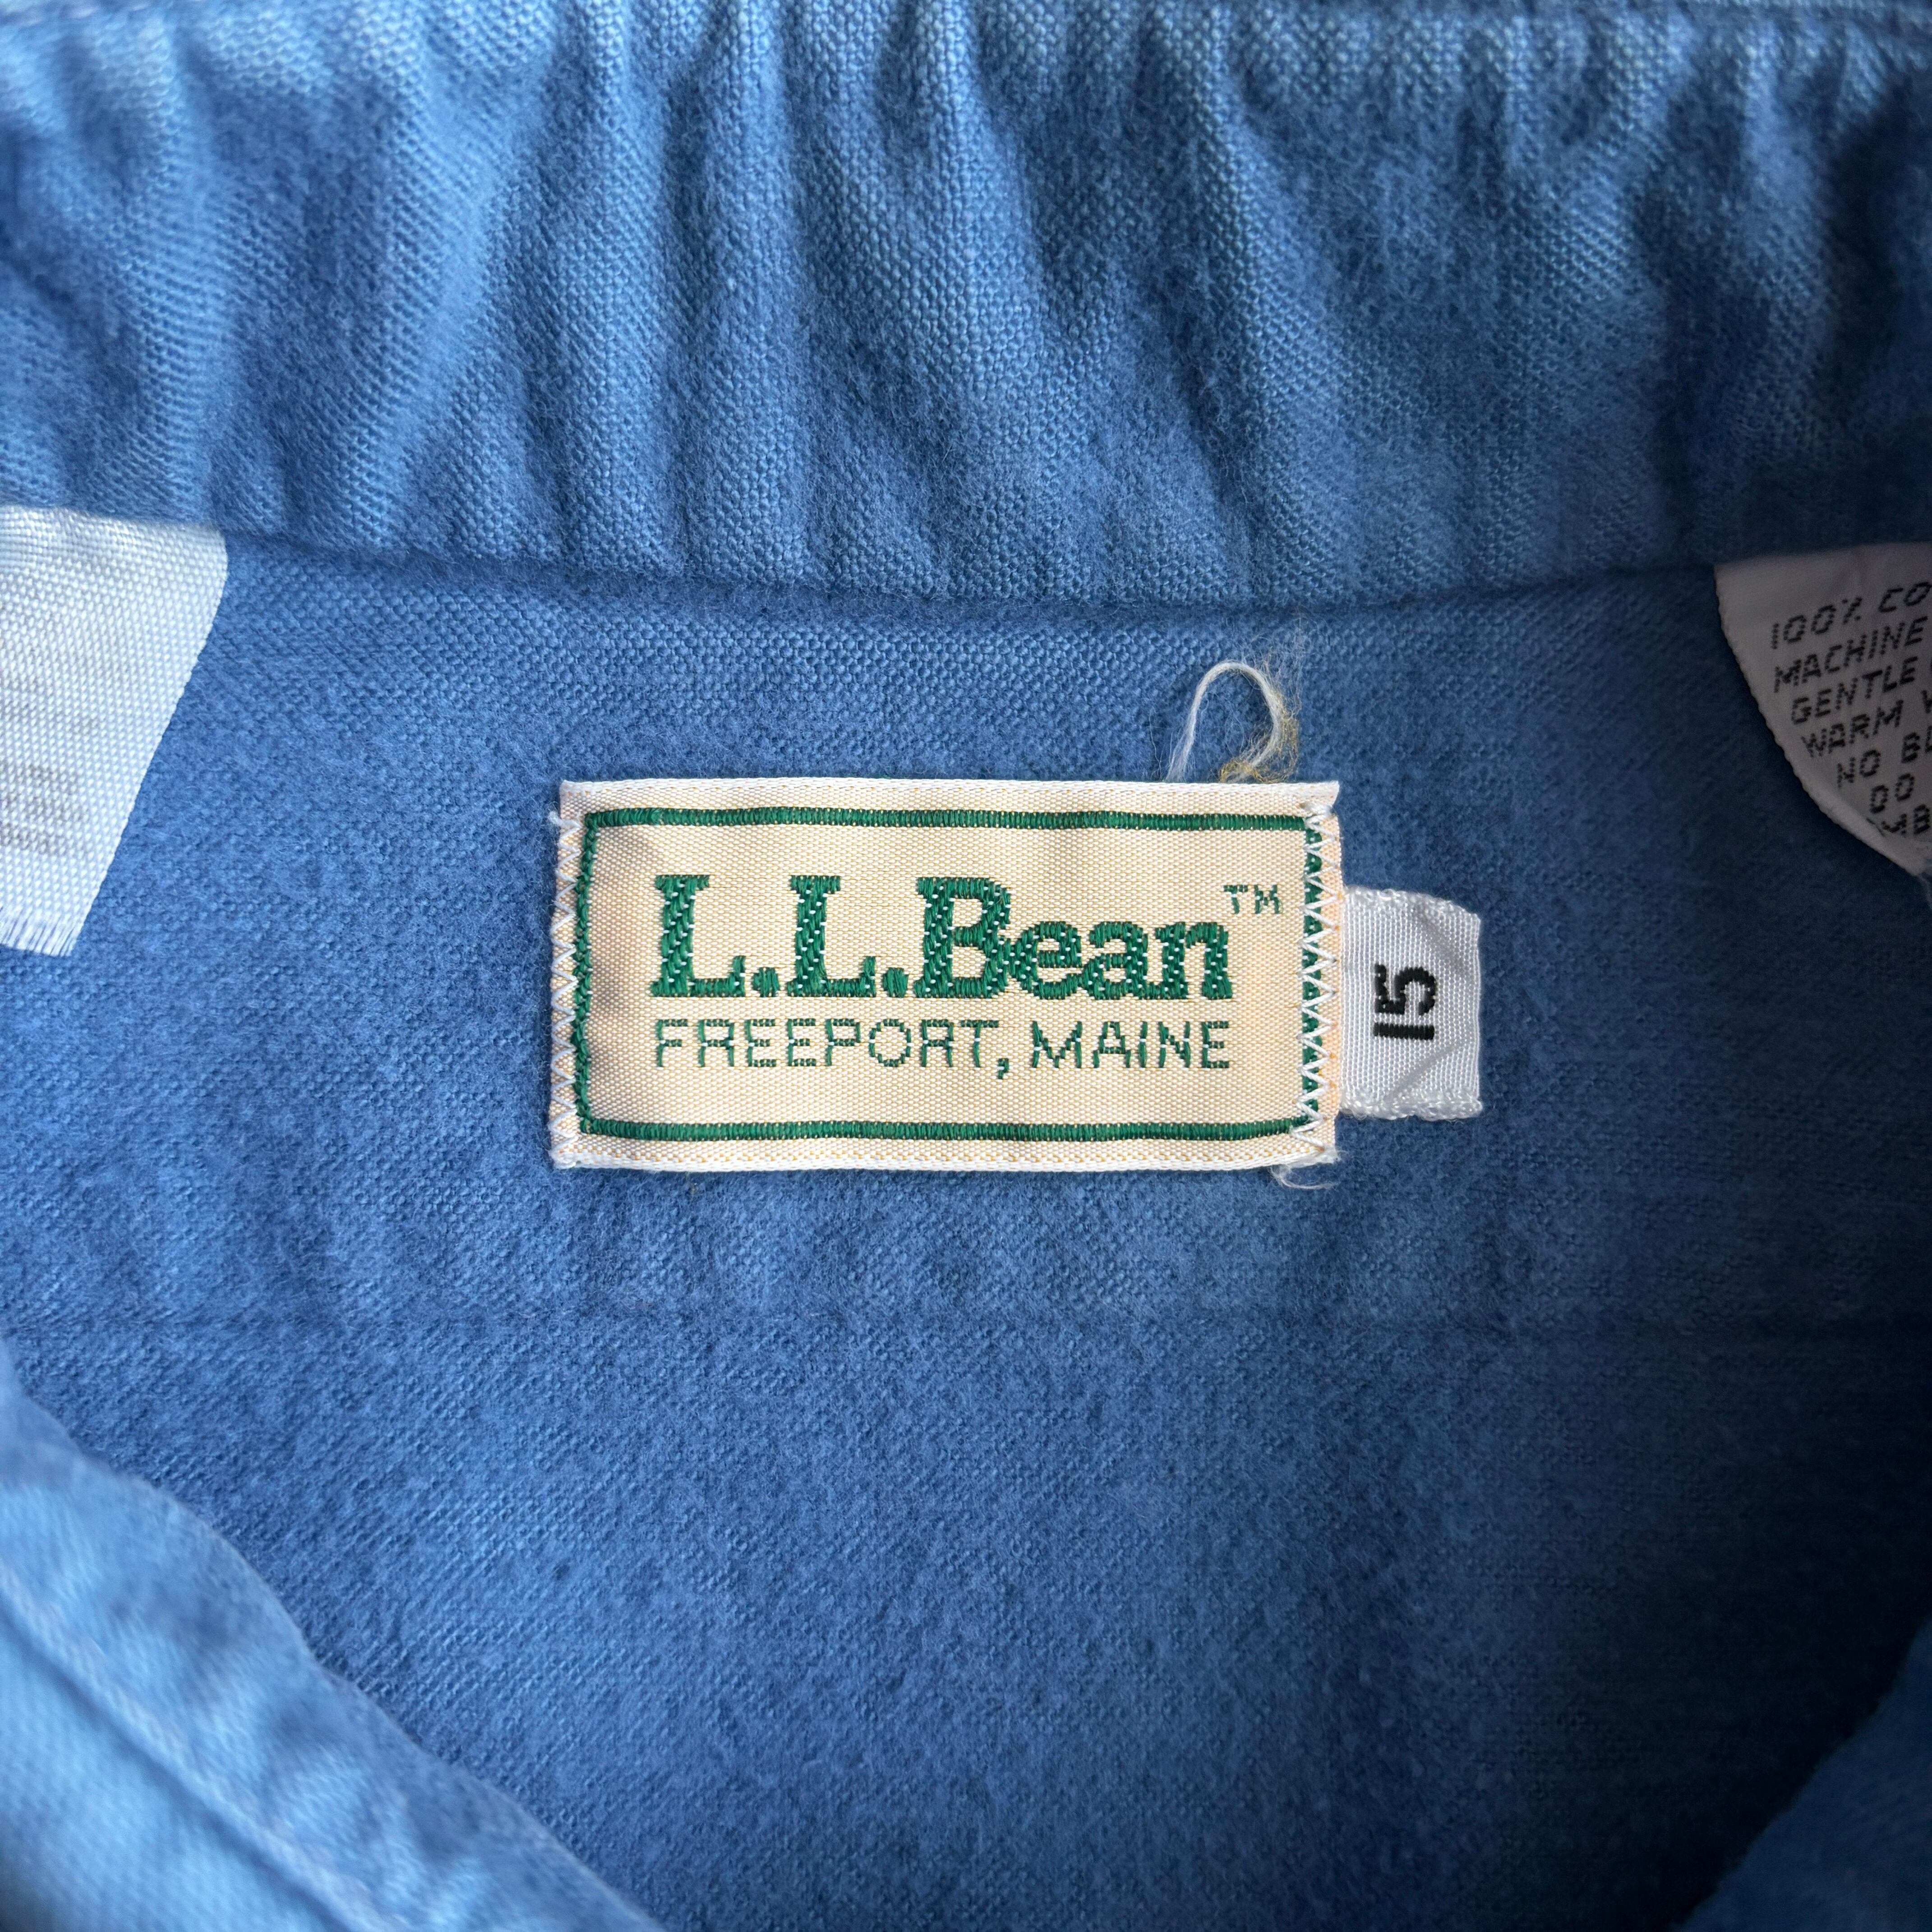 L.L.Bean™
FREEPORT, MAINE
15
100% CO
MACHINE
GENTLE
WARM
NO
DO